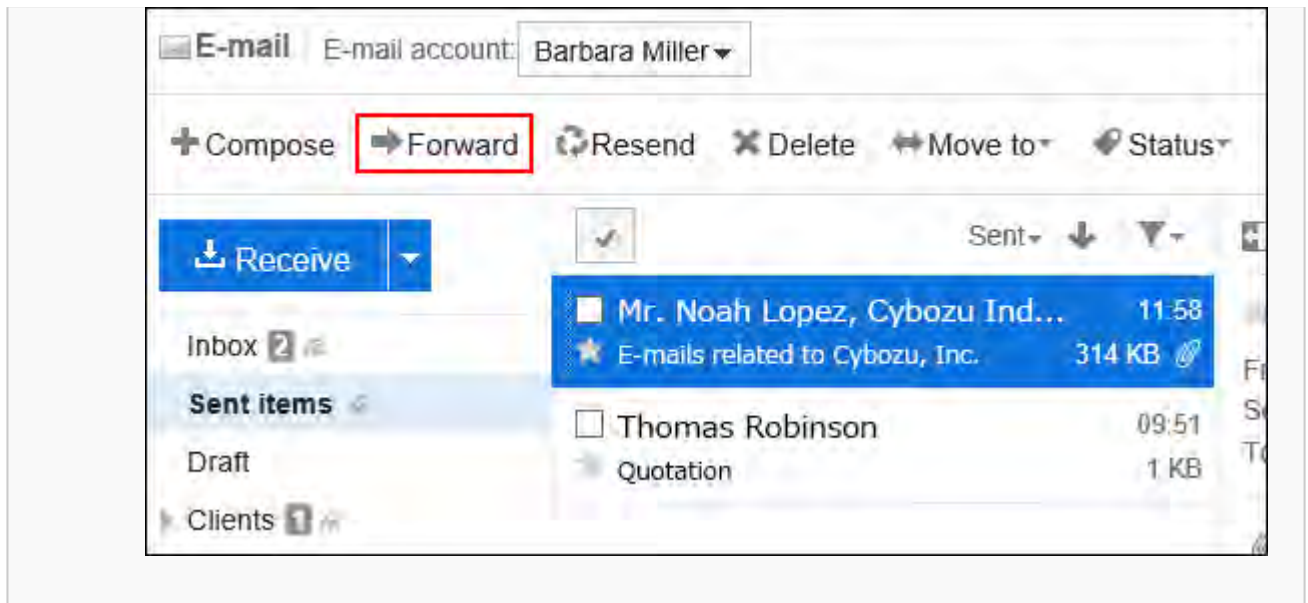 E-mail E-mail account: Barbara Miller
Compose Forward Resend Delete Move to Status
Receive
Sent
Mr. Noah Lopez, Cybozu Ind... 11:58
E-mails related to Cybozu, Inc. 314 KB
Inbox 2
Sent items
Thomas Robinson 09:51
Quotation 1 KB
Draft
Clients 1